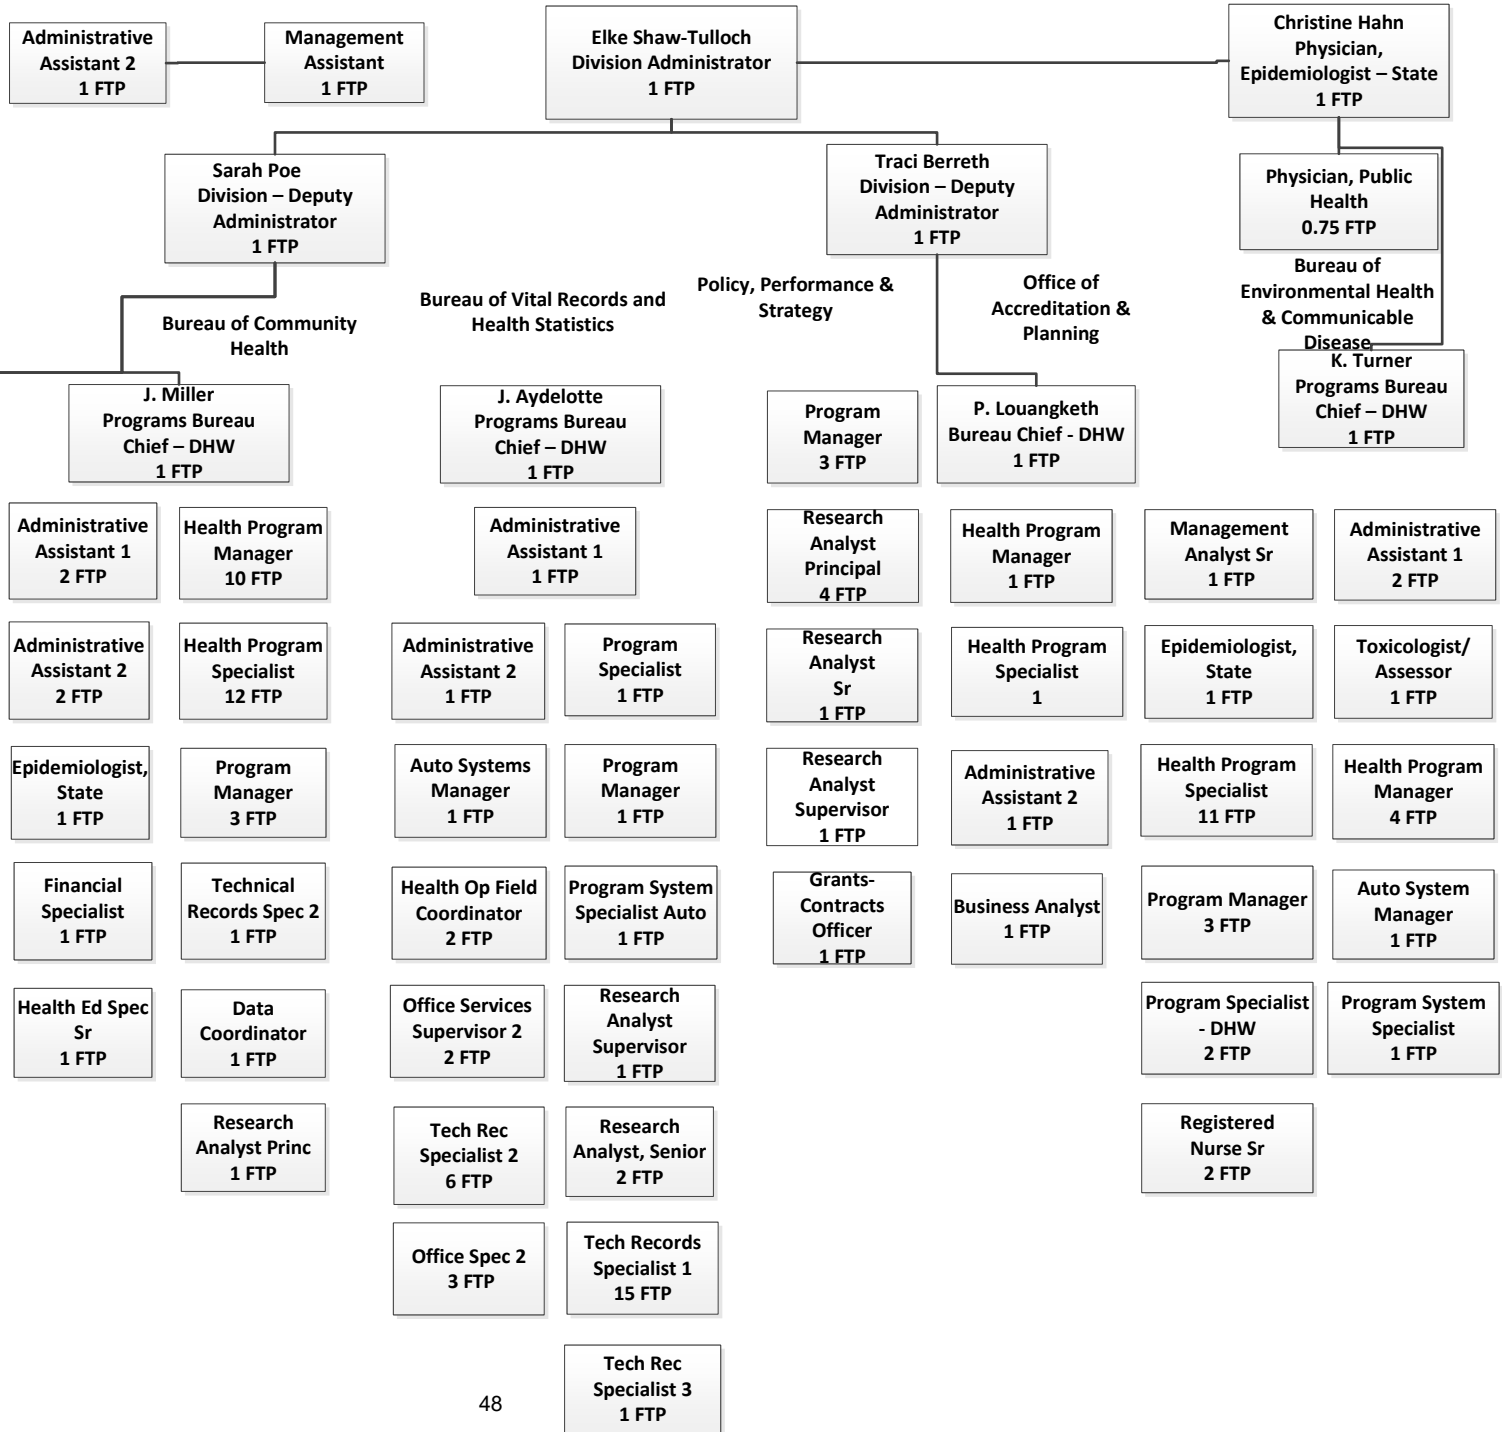 Administrative
Assistant 2
1 FTP
Management
Assistant
1 FTP
Elke Shaw-Tulloch
Division Administrator
1 FTP
Christine Hahn
Physician,
Epidemiologist – State
1 FTP
Sarah Poe
Division – Deputy
Administrator
1 FTP
Traci Berreth
Division – Deputy
Administrator
1 FTP
Physician, Public
Health
0.75 FTP
Bureau of Community
Health
Bureau of Vital Records and
Health Statistics
Policy, Performance &
Strategy
Office of
Accreditation &
Planning
Bureau of
Environmental Health
& Communicable
Disease
J. Miller
Programs Bureau
Chief – DHW
1 FTP
J. Aydelotte
Programs Bureau
Chief – DHW
1 FTP
Program
Manager
3 FTP
P. Louangketh
Bureau Chief - DHW
1 FTP
K. Turner
Programs Bureau
Chief – DHW
1 FTP
Administrative
Assistant 1
2 FTP
Health Program
Manager
10 FTP
Administrative
Assistant 1
1 FTP
Research
Analyst
Principal
4 FTP
Health Program
Manager
1 FTP
Management
Analyst Sr
1 FTP
Administrative
Assistant 1
2 FTP
Administrative
Assistant 2
2 FTP
Health Program
Specialist
12 FTP
Administrative
Assistant 2
1 FTP
Program
Specialist
1 FTP
Research
Analyst
Sr
1 FTP
Health Program
Specialist
1
Epidemiologist,
State
1 FTP
Toxicologist/
Assessor
1 FTP
Epidemiologist,
State
1 FTP
Program
Manager
3 FTP
Auto Systems
Manager
1 FTP
Program
Manager
1 FTP
Research
Analyst
Supervisor
1 FTP
Administrative
Assistant 2
1 FTP
Health Program
Specialist
11 FTP
Health Program
Manager
4 FTP
Financial
Specialist
1 FTP
Technical
Records Spec 2
1 FTP
Health Op Field
Coordinator
2 FTP
Program System
Specialist Auto
1 FTP
Grants-
Contracts
Officer
1 FTP
Business Analyst
1 FTP
Program Manager
3 FTP
Auto System
Manager
1 FTP
Health Ed Spec
Sr
1 FTP
Data
Coordinator
1 FTP
Office Services
Supervisor 2
2 FTP
Research
Analyst
Supervisor
1 FTP
Program Specialist
- DHW
2 FTP
Program System
Specialist
1 FTP
Research
Analyst Princ
1 FTP
Tech Rec
Specialist 2
6 FTP
Research
Analyst, Senior
2 FTP
Registered
Nurse Sr
2 FTP
Office Spec 2
3 FTP
Tech Records
Specialist 1
15 FTP
Tech Rec
Specialist 3
1 FTP
48